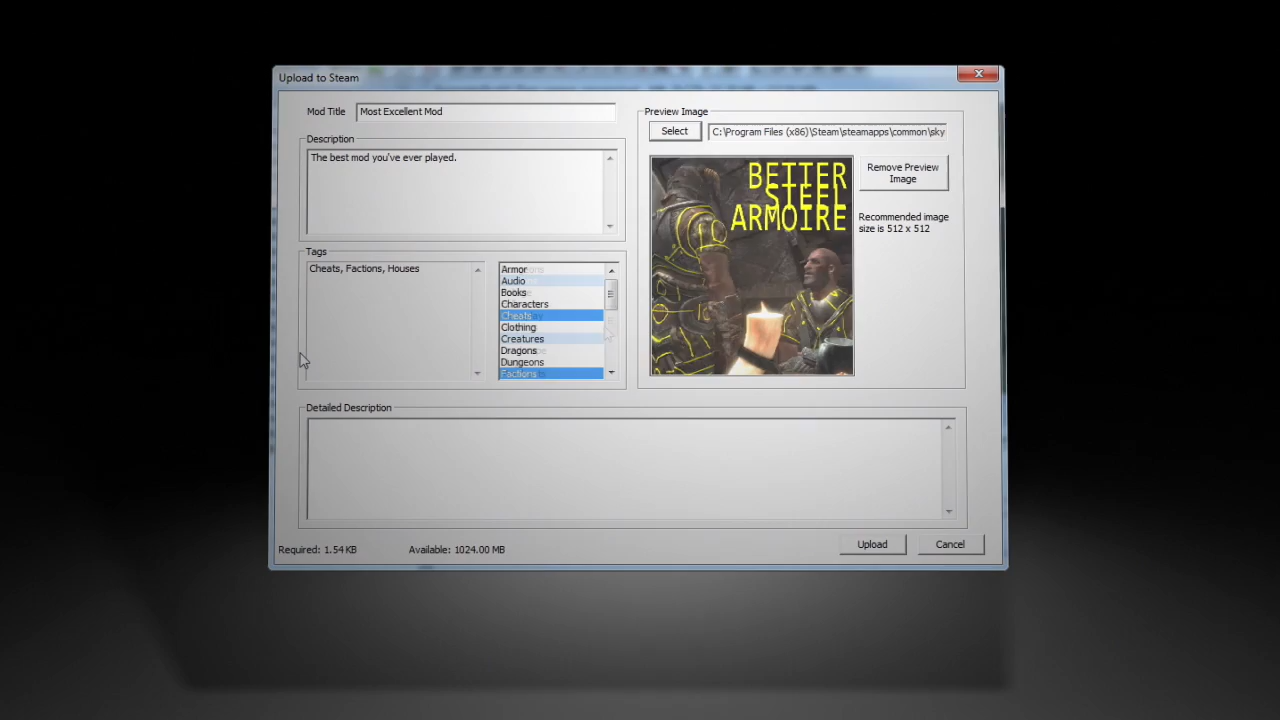 Upload to Steam
Mod Title
Most Excellent Mod
Description
The best mod you've ever played.
Tags
Cheats, Factions, Houses
Armor
Audio
Books
Characters
Cheats
Clothing
Creatures
Dragons
Dungeons
Factions
Preview Image
Select
C:\Program Files (x86)\Steam\steamapps\common\sky
BETTER
STEEL
ARMOIRE
Remove Preview
Image
Recommended image
size is 512 x 512
Detailed Description
Required: 1.54 KB
Available: 1024.00 MB
Upload
Cancel